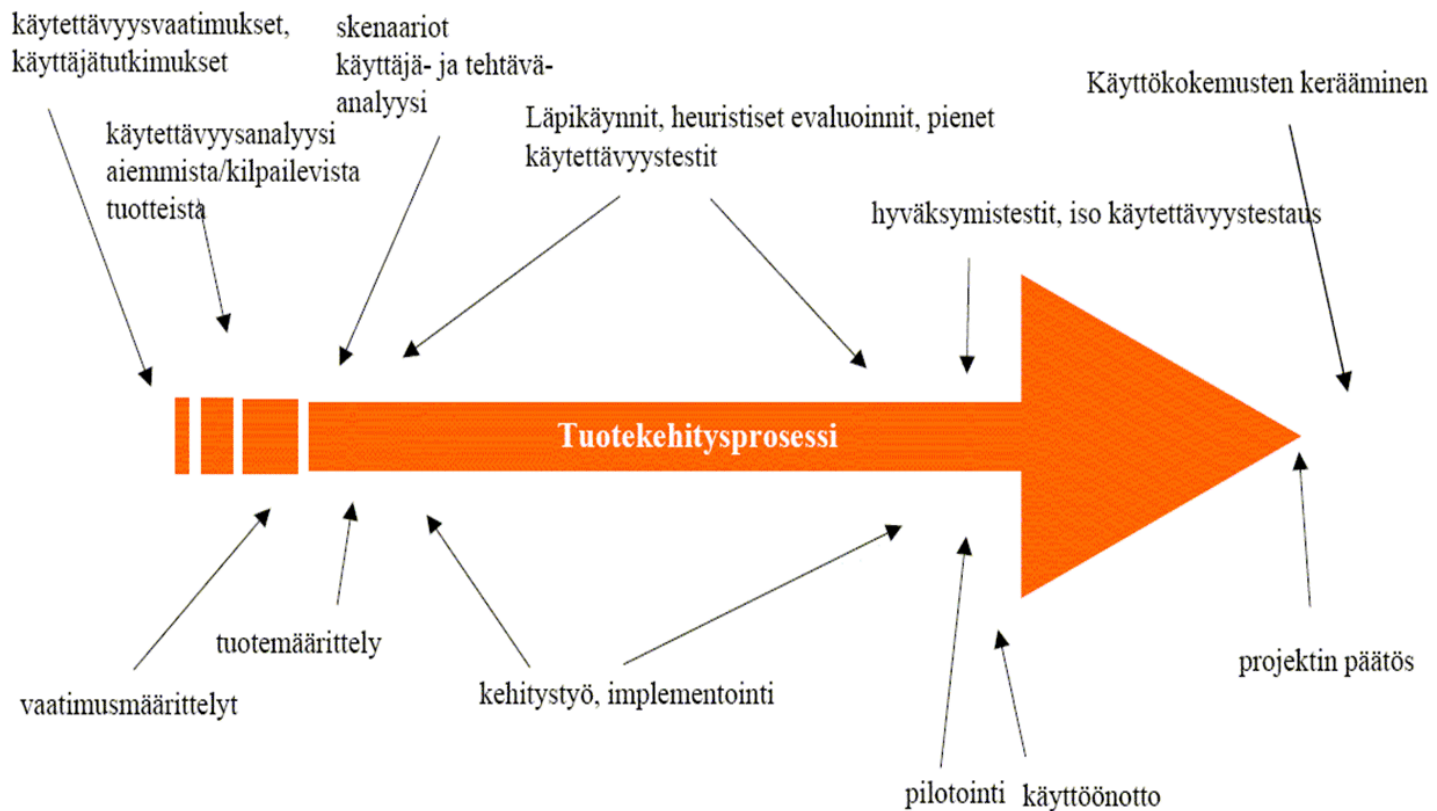 käytettävyysvaatimukset,
käyttäjätutkimukset
skenaariot
käyttäjä- ja tehtävä-
analyysi
käytettävyysanalyysi
aiemmista/kilpailevista
tuotteista
Läpikäynnit, heuristiset evaluoinnit, pienet
käytettävyystestit
Käyttökokemusten kerääminen
hyväksymistestit, iso käytettävyystestaus
Tuotekehitysprosessi
vaatimusmäärittelyt
tuotemäärittely
kehitystyö, implementointi
pilotointi
käyttöönotto
projektin päätös